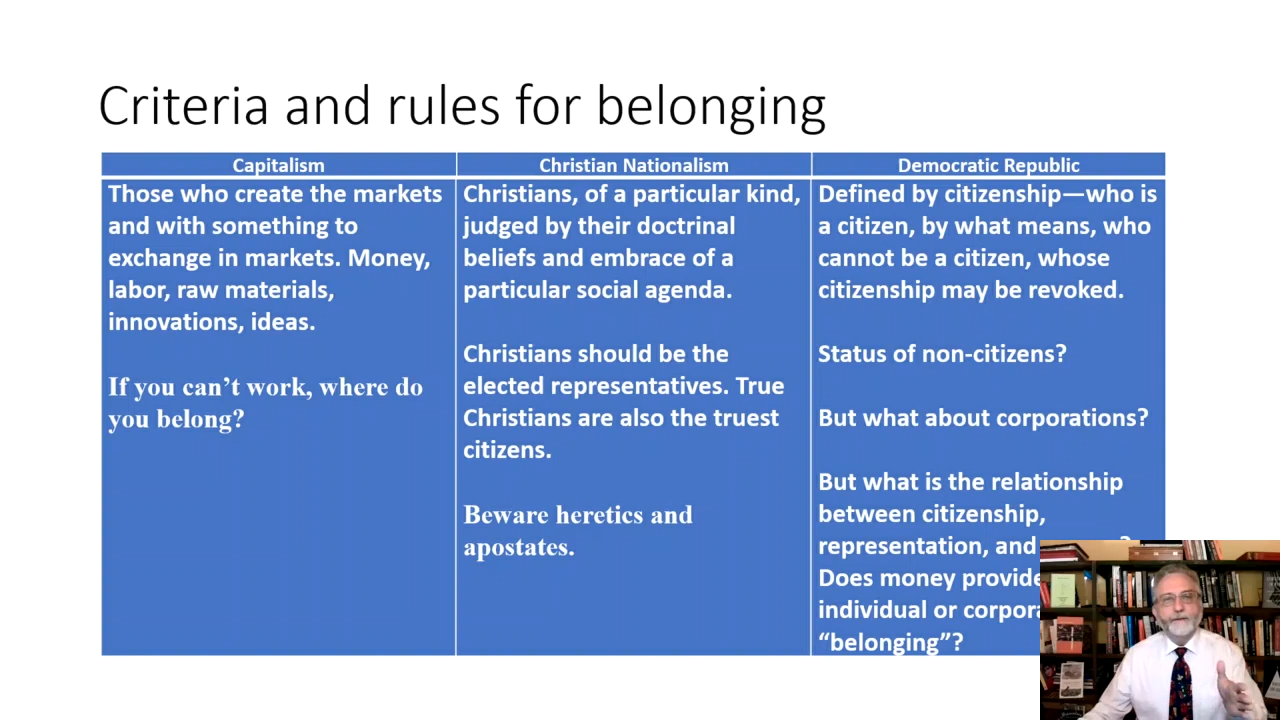 Criteria and rules for belonging
Capitalism
Those who create the markets
and with something to
exchange in markets. Money,
labor, raw materials,
innovations, ideas.
If you can’t work, where do
you belong?
Christian Nationalism
Christians, of a particular kind,
judged by their doctrinal
beliefs and embrace of a
particular social agenda.
Christians should be the
elected representatives. True
Christians are also the truest
citizens.
Beware heretics and
apostates.
Democratic Republic
Defined by citizenship—who is
a citizen, by what means, who
cannot be a citizen, whose
citizenship may be revoked.
Status of non-citizens?
But what about corporations?
But what is the relationship
between citizenship,
representation, and
Does money provide
individual or
“belonging”?